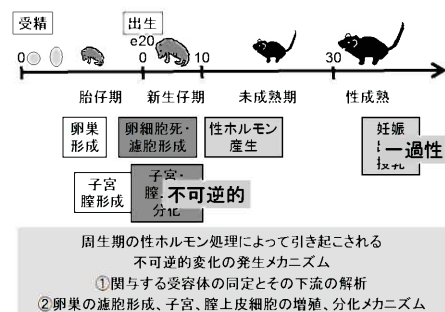 受精
出生
e20
0
0
10
30
胎仔期
新生仔期
未成熟期
性成熟
卵巣
形成
卵細胞死・
濾胞形成
性ホルモン
産生
妊娠
一過性
授乳
子宮
膣形成
子宮・
分化
不可逆的
周生期の性ホルモン処理によって引き起こされる
不可逆的変化の発生メカニズム
①関与する受容体の同定とその下流の解析
②卵巣の濾胞形成、子宮、膣上皮細胞の増殖、分化メカニズム